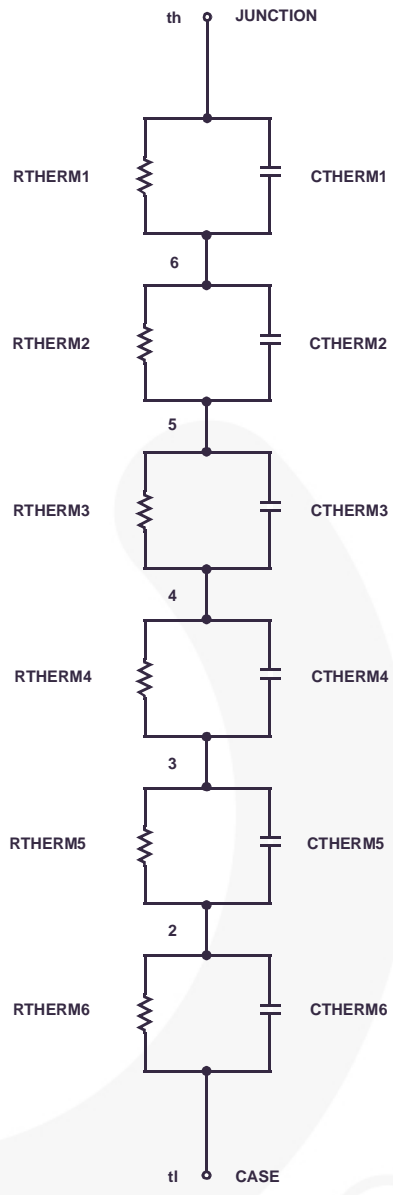 th JUNCTION
RTHERM1 CTHERM1
6
RTHERM2 CTHERM2
5
RTHERM3 CTHERM3
4
RTHERM4 CTHERM4
3
RTHERM5 CTHERM5
2
RTHERM6 CTHERM6
tl CASE